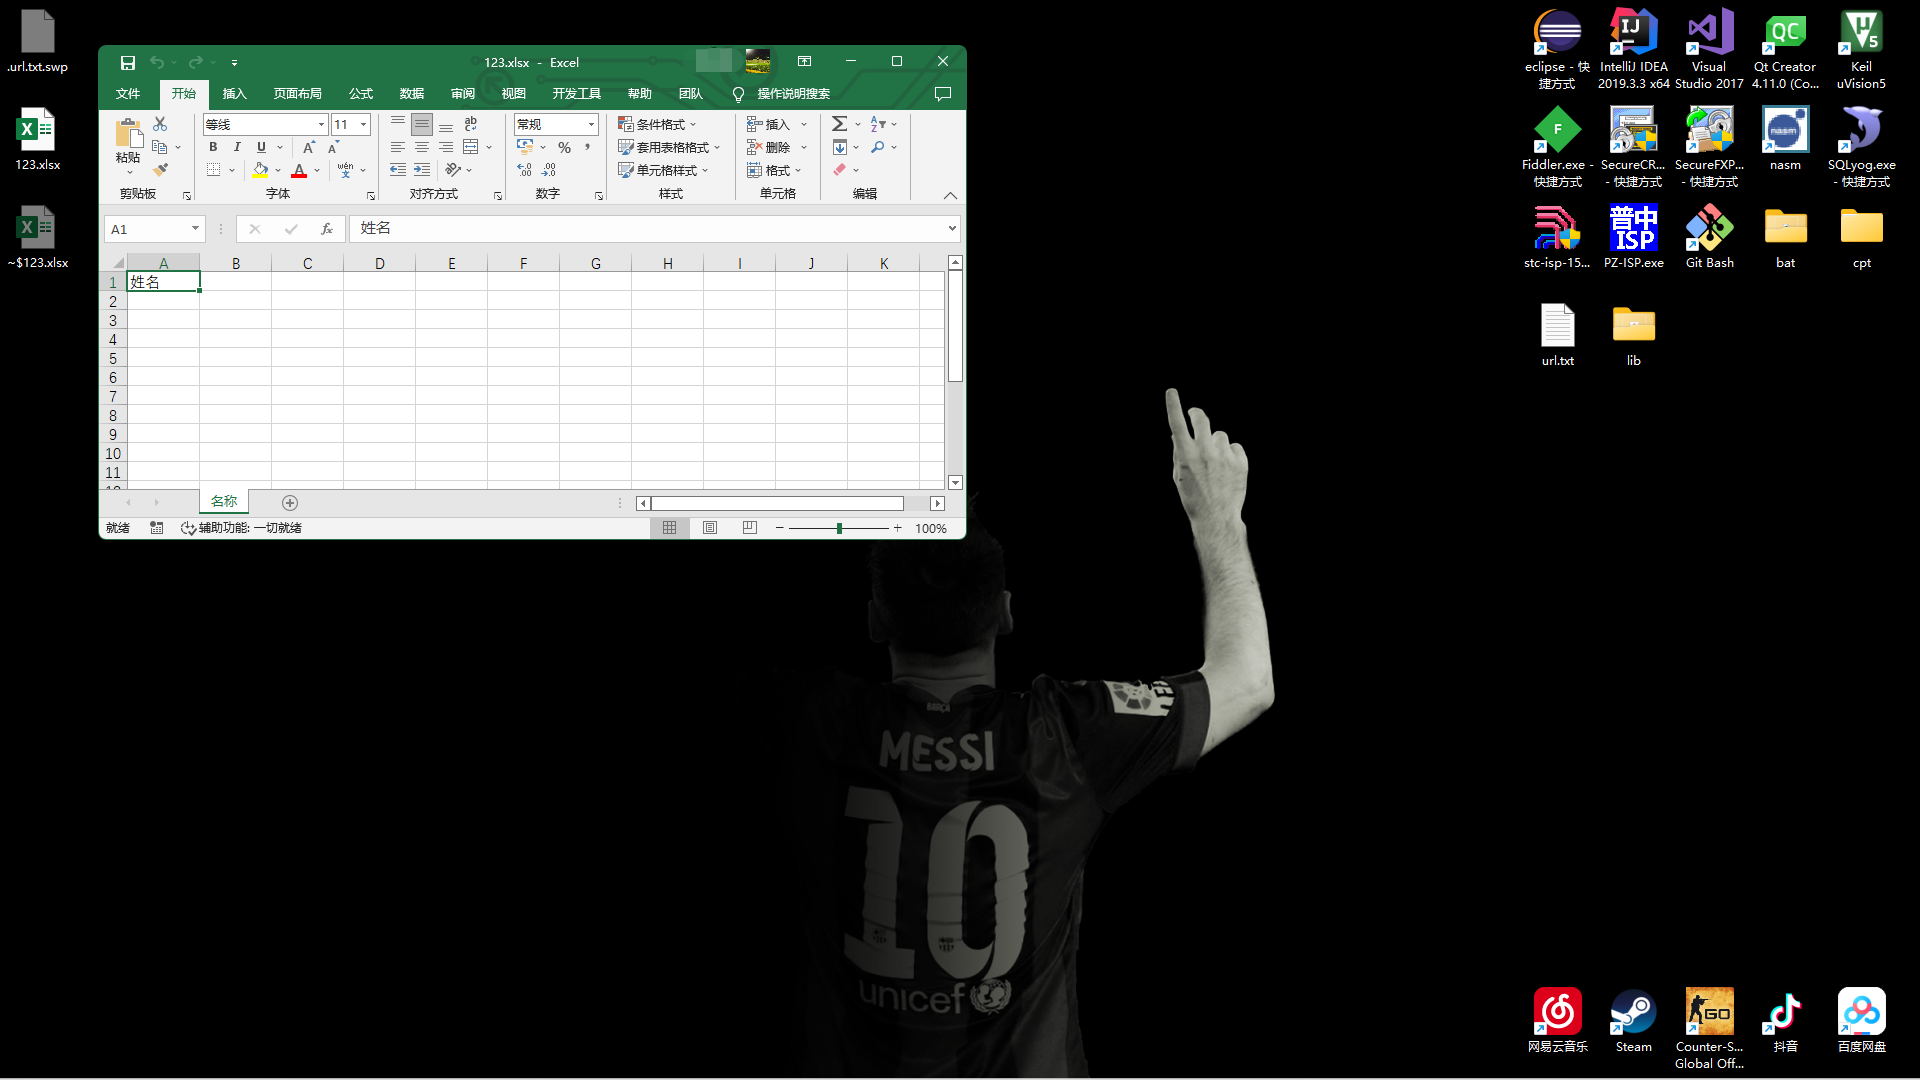 .url.txt.swp
123.xlsx
~$123.xlsx
123.xlsx - Excel
文件 开始 插入 页面布局 公式 数据 审阅 视图 开发工具 帮助 团队 操作说明搜索
等线 11 常规 条件格式 插入
粘贴 B I U A A % , 套用表格格式 删除
A wén 文 单元格样式 格式
剪贴板 字体 对齐方式 数字 样式 单元格 编辑
A1 fx 姓名
A B C D E F G H I J K
1 姓名
2
3
4
5
6
7
8
9
10
11
名称
就绪 辅助功能: 一切就绪 100%
eclipse - 快捷方式
IntelliJ IDEA 2019.3.3 x64
Visual Studio 2017
QC
Qt Creator 4.11.0 (Co...
Keil uVision5
Fiddler.exe - 快捷方式
SecureCR... - 快捷方式
SecureFXP... - 快捷方式
nasm
nasm
SQLyog.exe - 快捷方式
stc-isp-15...
普中
ISP
PZ-ISP.exe
Git Bash
bat
cpt
url.txt
lib
BARÇA
MESSI
10
unicef
网易云音乐
Steam
GO
Counter-S... Global Off...
抖音
百度网盘